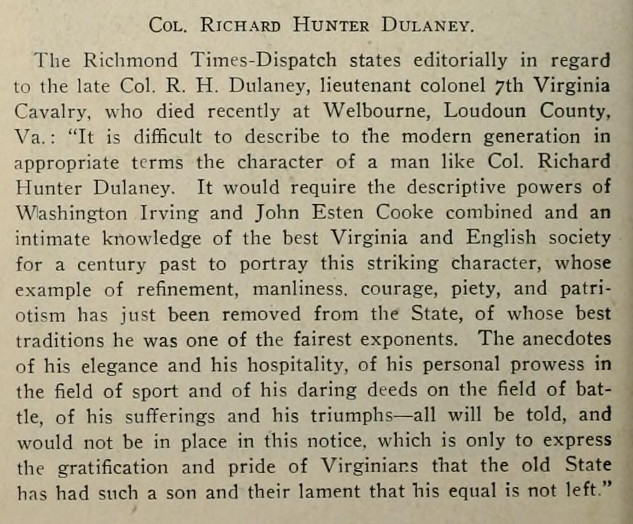 COL. RICHARD HUNTER DULANEY.
The Richmond Times-Dispatch states editorially in regard
to the late Col. R. H. Dulaney, lieutenant colonel 7th Virginia
Cavalry, who died recently at Welbourne, Loudoun County,
Va.: "It is difficult to describe to the modern generation in
appropriate terms the character of a man like Col. Richard
Hunter Dulaney. It would require the descriptive powers of
Washington Irving and John Esten Cooke combined and an
intimate knowledge of the best Virginia and English society
for a century past to portray this striking character, whose
example of refinement, manliness. courage, piety, and patri-
otism has just been removed from the State, of whose best
traditions he was one of the fairest exponents. The anecdotes
of his elegance and his hospitality, of his personal prowess in
the field of sport and of his daring deeds on the field of bat-
tle, of his sufferings and his triumphs—all will be told, and
would not be in place in this notice, which is only to express
the gratification and pride of Virginians that the old State
has had such a son and their lament that his equal is not left."